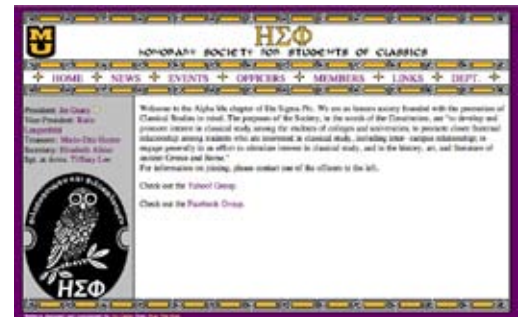 MU
ΗΣΦ
HONORARY SOCIETY FOR STUDENTS OF CLASSICS
HOME NEWS EVENTS OFFICERS MEMBERS LINKS DEPT.
President:
Vice-President:
Treasurer:
Secretary: Elizabeth
Sgt. at Arms: Tiffany Lee
ΗΣΦ
Welcome to the Alpha Mu chapter of Eta Sigma Phi. We are an honors society founded with the promotion of
Classical Studies in mind. The purposes of the Society, in the words of the Constitution, are "to develop and
promote interest in classical study among the students of colleges and universities; to promote closer fraternal
relationship among students who are interested in classical study, including inter-campus relationship; to
engage generally in an effort to stimulate interest in classical study, and in the history, art, and literature of
ancient Greece and Rome."
For information on joining, please contact one of the officers to the left.
Check out the Yahoo! Group.
Check out the Facebook Group.